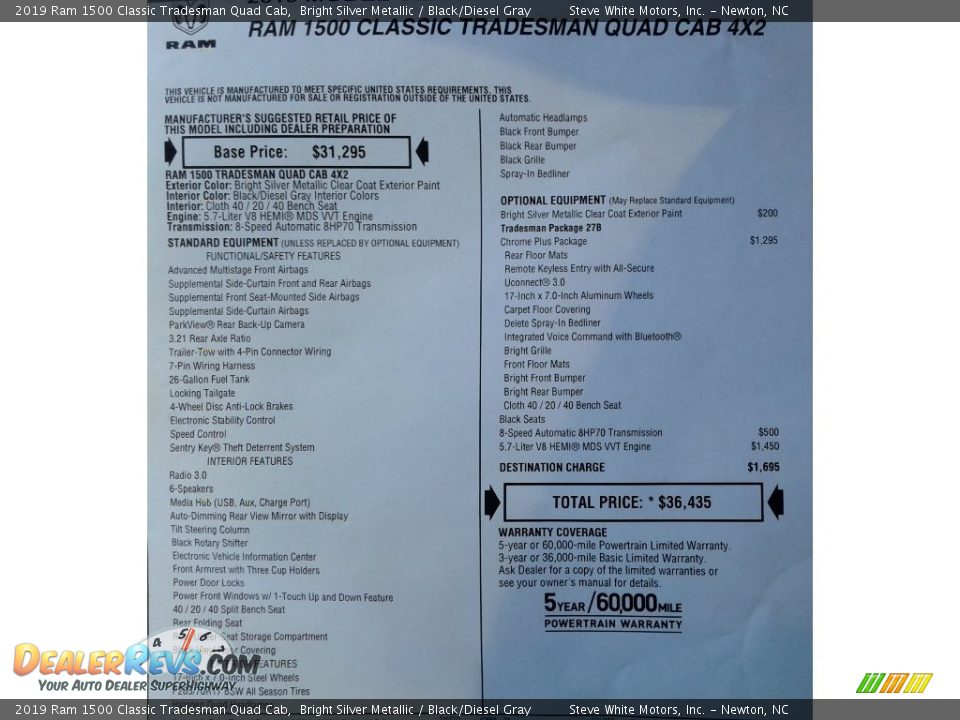 2019 Ram 1500 Classic Tradesman Quad Cab,  Bright Silver Metallic / Black/Diesel Gray        Steve White Motors, Inc. - Newton, NC
RAM
RAM 1500 CLASSIC TRADESMAN QUAD CAB 4X2
THIS VEHICLE IS MANUFACTURED TO MEET SPECIFIC UNITED STATES REQUIREMENTS. THIS
VEHICLE IS NOT MANUFACTURED FOR SALE OR REGISTRATION OUTSIDE OF THE UNITED STATES.
MANUFACTURER'S SUGGESTED RETAIL PRICE OF
THIS MODEL INCLUDING DEALER PREPARATION
Base Price: $31,295
RAM 1500 TRADESMAN QUAD CAB 4X2
Exterior Color: Bright Silver Metallic Clear Coat Exterior Paint
Interior Color: Black/Diesel Gray Interior Colors
Interior: Cloth 40 / 20 / 40 Bench Seat
Engine: 5.7-Liter V8 HEMI® MDS VVT Engine
Transmission: 8-Speed Automatic 8HP70 Transmission
STANDARD EQUIPMENT (UNLESS REPLACED BY OPTIONAL EQUIPMENT)
FUNCTIONAL/SAFETY FEATURES
Advanced Multistage Front Airbags
Supplemental Side-Curtain Front and Rear Airbags
Supplemental Front Seat-Mounted Side Airbags
Supplemental Side-Curtain Airbags
ParkView® Rear Back-Up Camera
3.21 Rear Axle Ratio
Trailer-Tow with 4-Pin Connector Wiring
7-Pin Wiring Harness
26-Gallon Fuel Tank
Locking Tailgate
4-Wheel Disc Anti-Lock Brakes
Electronic Stability Control
Speed Control
Sentry Key® Theft Deterrent System
INTERIOR FEATURES
Radio 3.0
6-Speakers
Media Hub (USB, Aux, Charge Port)
Auto-Dimming Rear View Mirror with Display
Tilt Steering Column
Black Rotary Shifter
Electronic Vehicle Information Center
Front Armrest with Three Cup Holders
Power Door Locks
Power Front Windows w/ 1-Touch Up and Down Feature
40 / 20 / 40 Split Bench Seat
Rear Folding Seat
Seat Storage Compartment
Covering
FEATURES
17-Inch x 7.0-Inch Steel Wheels
BSW All Season Tires
Automatic Headlamps
Black Front Bumper
Black Rear Bumper
Black Grille
Spray-In Bedliner
OPTIONAL EQUIPMENT (May Replace Standard Equipment)
Bright Silver Metallic Clear Coat Exterior Paint $200
Tradesman Package 27B
Chrome Plus Package $1,295
Rear Floor Mats
Remote Keyless Entry with All-Secure
Uconnect® 3.0
17-Inch x 7.0-Inch Aluminum Wheels
Carpet Floor Covering
Delete Spray-In Bedliner
Integrated Voice Command with Bluetooth®
Bright Grille
Front Floor Mats
Bright Front Bumper
Bright Rear Bumper
Cloth 40 / 20 / 40 Bench Seat
Black Seats
8-Speed Automatic 8HP70 Transmission $500
5.7-Liter V8 HEMI® MDS VVT Engine $1,450
DESTINATION CHARGE $1,695
TOTAL PRICE: * $36,435
WARRANTY COVERAGE
5-year or 60,000-mile Powertrain Limited Warranty.
3-year or 36,000-mile Basic Limited Warranty.
Ask Dealer for a copy of the limited warranties or
see your owner's manual for details.
5 YEAR / 60,000 MILE
POWERTRAIN WARRANTY
4 5 6
DealerRevs.com
Your Auto Dealer SuperHighway
2019 Ram 1500 Classic Tradesman Quad Cab,  Bright Silver Metallic / Black/Diesel Gray        Steve White Motors, Inc. - Newton, NC